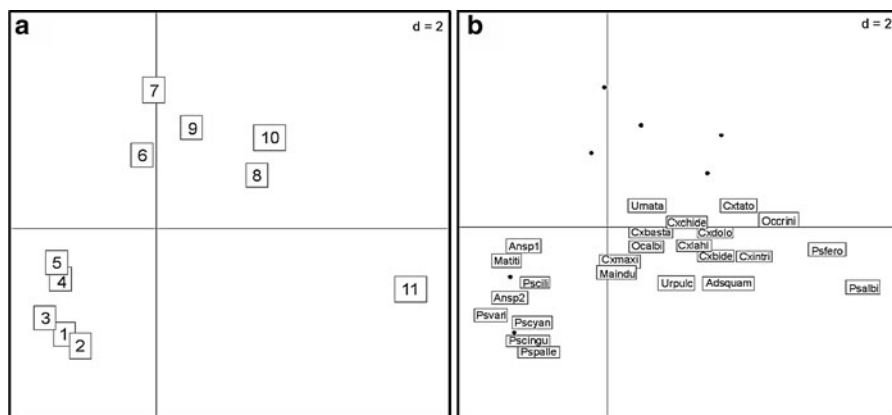 a
d = 2
7
9
10
6
8
5
4
11
3
1
2
b
d = 2
Urnata
Cxtato
Cxchide
Occrini
Cxbasta
Cxdolo
Ansp1
Ocalbi
Cxlahi
Psfero
Matiti
Cxmaxi
Cxbide
Cxintri
Maindu
Pscili
Urpulc
Adsquam
Psalbi
Ansp2
Psvari
Pscyan
Pscingu
Pspalle